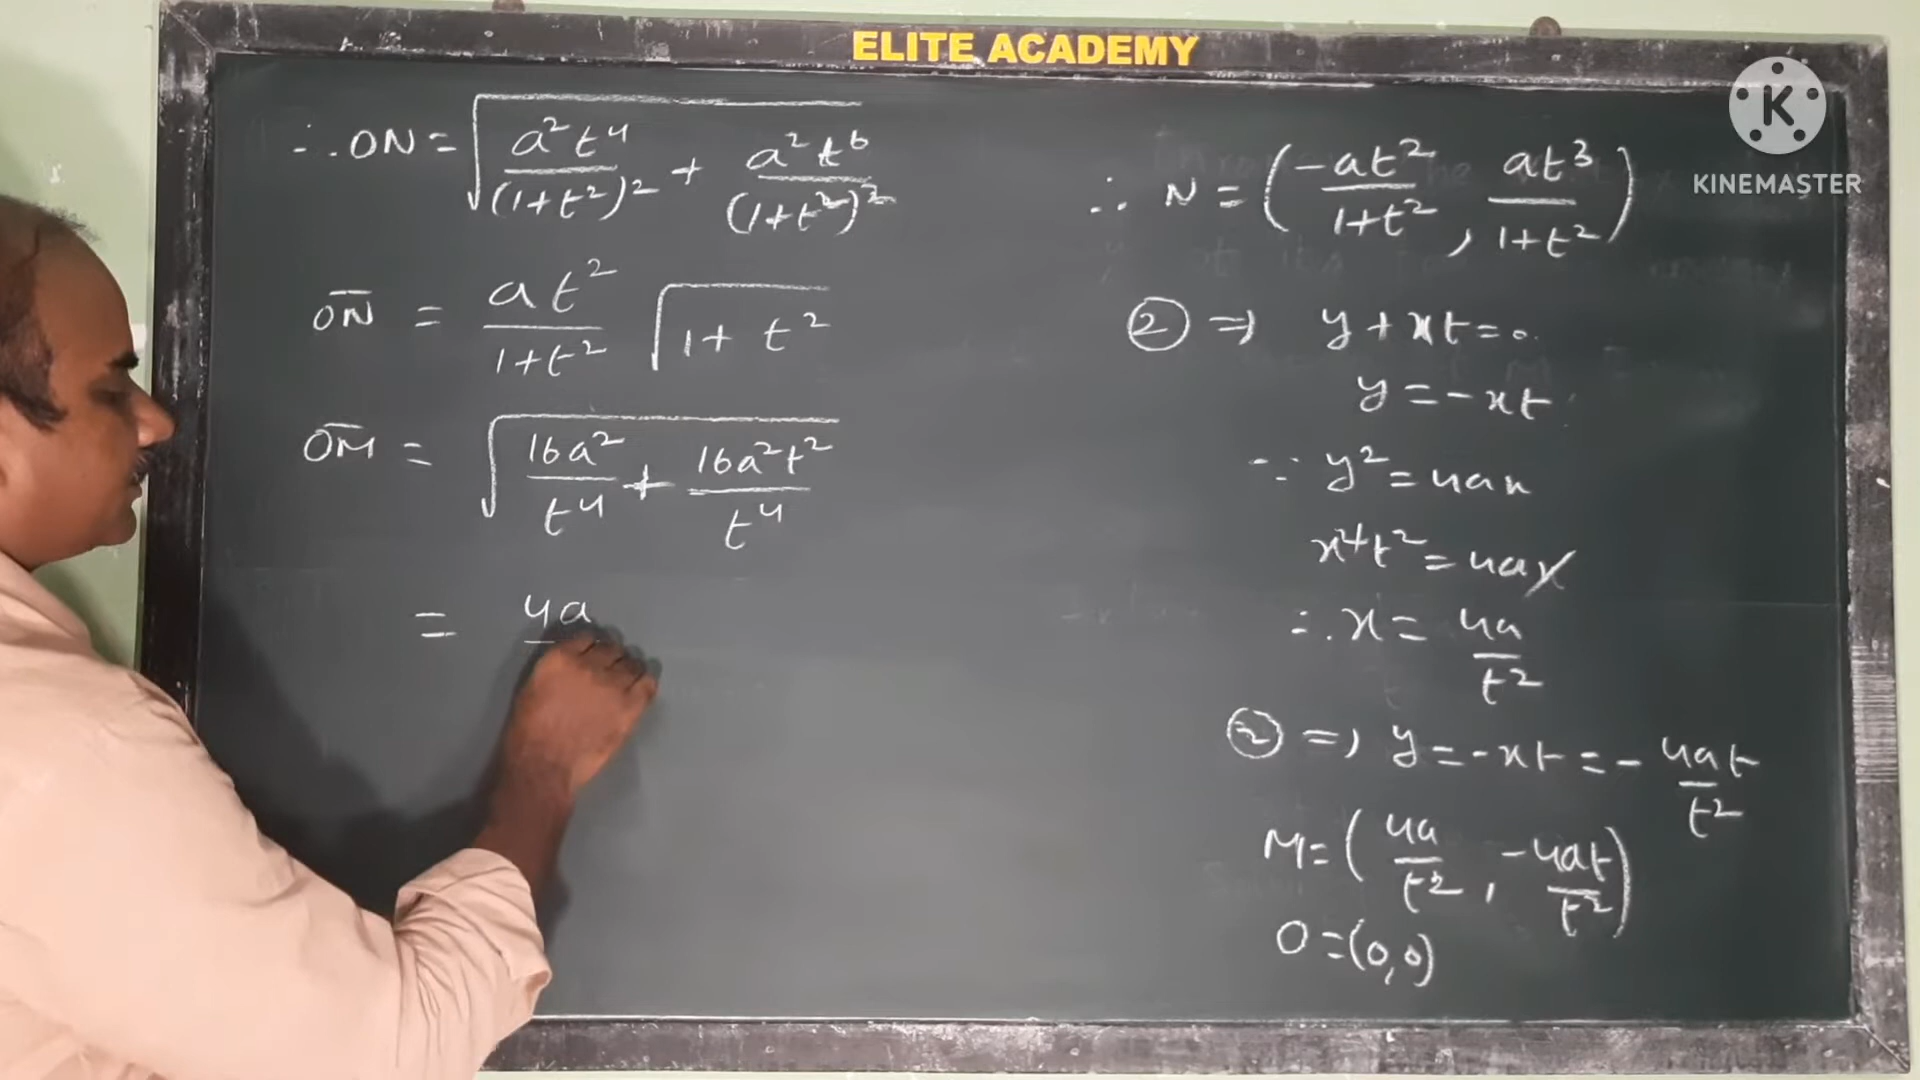 ELITE ACADEMY
K
KINEMASTER
∴ ON = √(a²t⁴/(1+t²)² + a²t⁶/(1+t²)²)
O̅N̅ = at²/(1+t²) √(1+t²)
O̅M̅ = √(16a²/t⁴ + 16a²t²/t⁴)
= 4a
∴ N = (-at²/(1+t²), at³/(1+t²))
② ⇒ y + xt = 0.
y = -xt
∵ y² = 4ax
x²t² = 4ax
∴ x = 4a/t²
② ⇒ y = -xt = -4at/t²
M = (4a/t², -4at/t²)
O = (0,0)